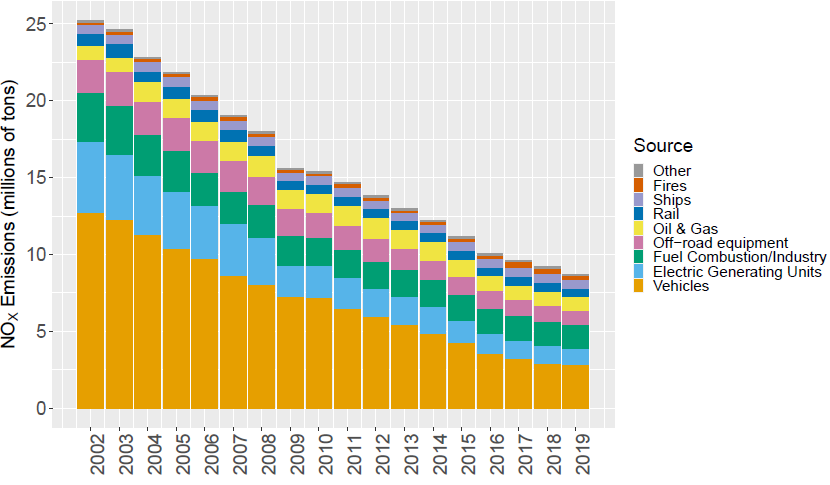 NOX Emissions (millions of tons)
25
20
15
10
5
0
2002
2003
2004
2005
2006
2007
2008
2009
2010
2011
2012
2013
2014
2015
2016
2017
2018
2019
Source
Other
Fires
Ships
Rail
Oil & Gas
Off−road equipment
Fuel Combustion/Industry
Electric Generating Units
Vehicles